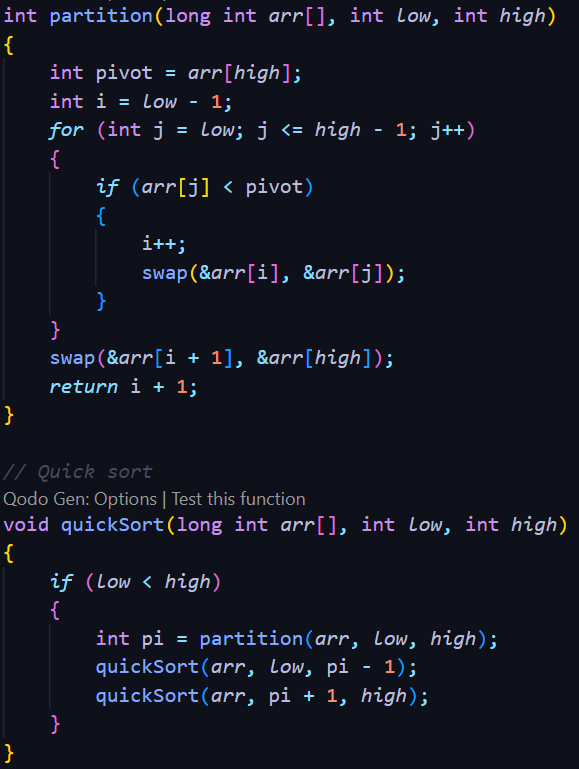 int partition(long int arr[], int low, int high)
{
    int pivot = arr[high];
    int i = low - 1;
    for (int j = low; j <= high - 1; j++)
    {
        if (arr[j] < pivot)
        {
            i++;
            swap(&arr[i], &arr[j]);
        }
    }
    swap(&arr[i + 1], &arr[high]);
    return i + 1;
}

// Quick sort
Qodo Gen: Options | Test this function
void quickSort(long int arr[], int low, int high)
{
    if (low < high)
    {
        int pi = partition(arr, low, high);
        quickSort(arr, low, pi - 1);
        quickSort(arr, pi + 1, high);
    }
}